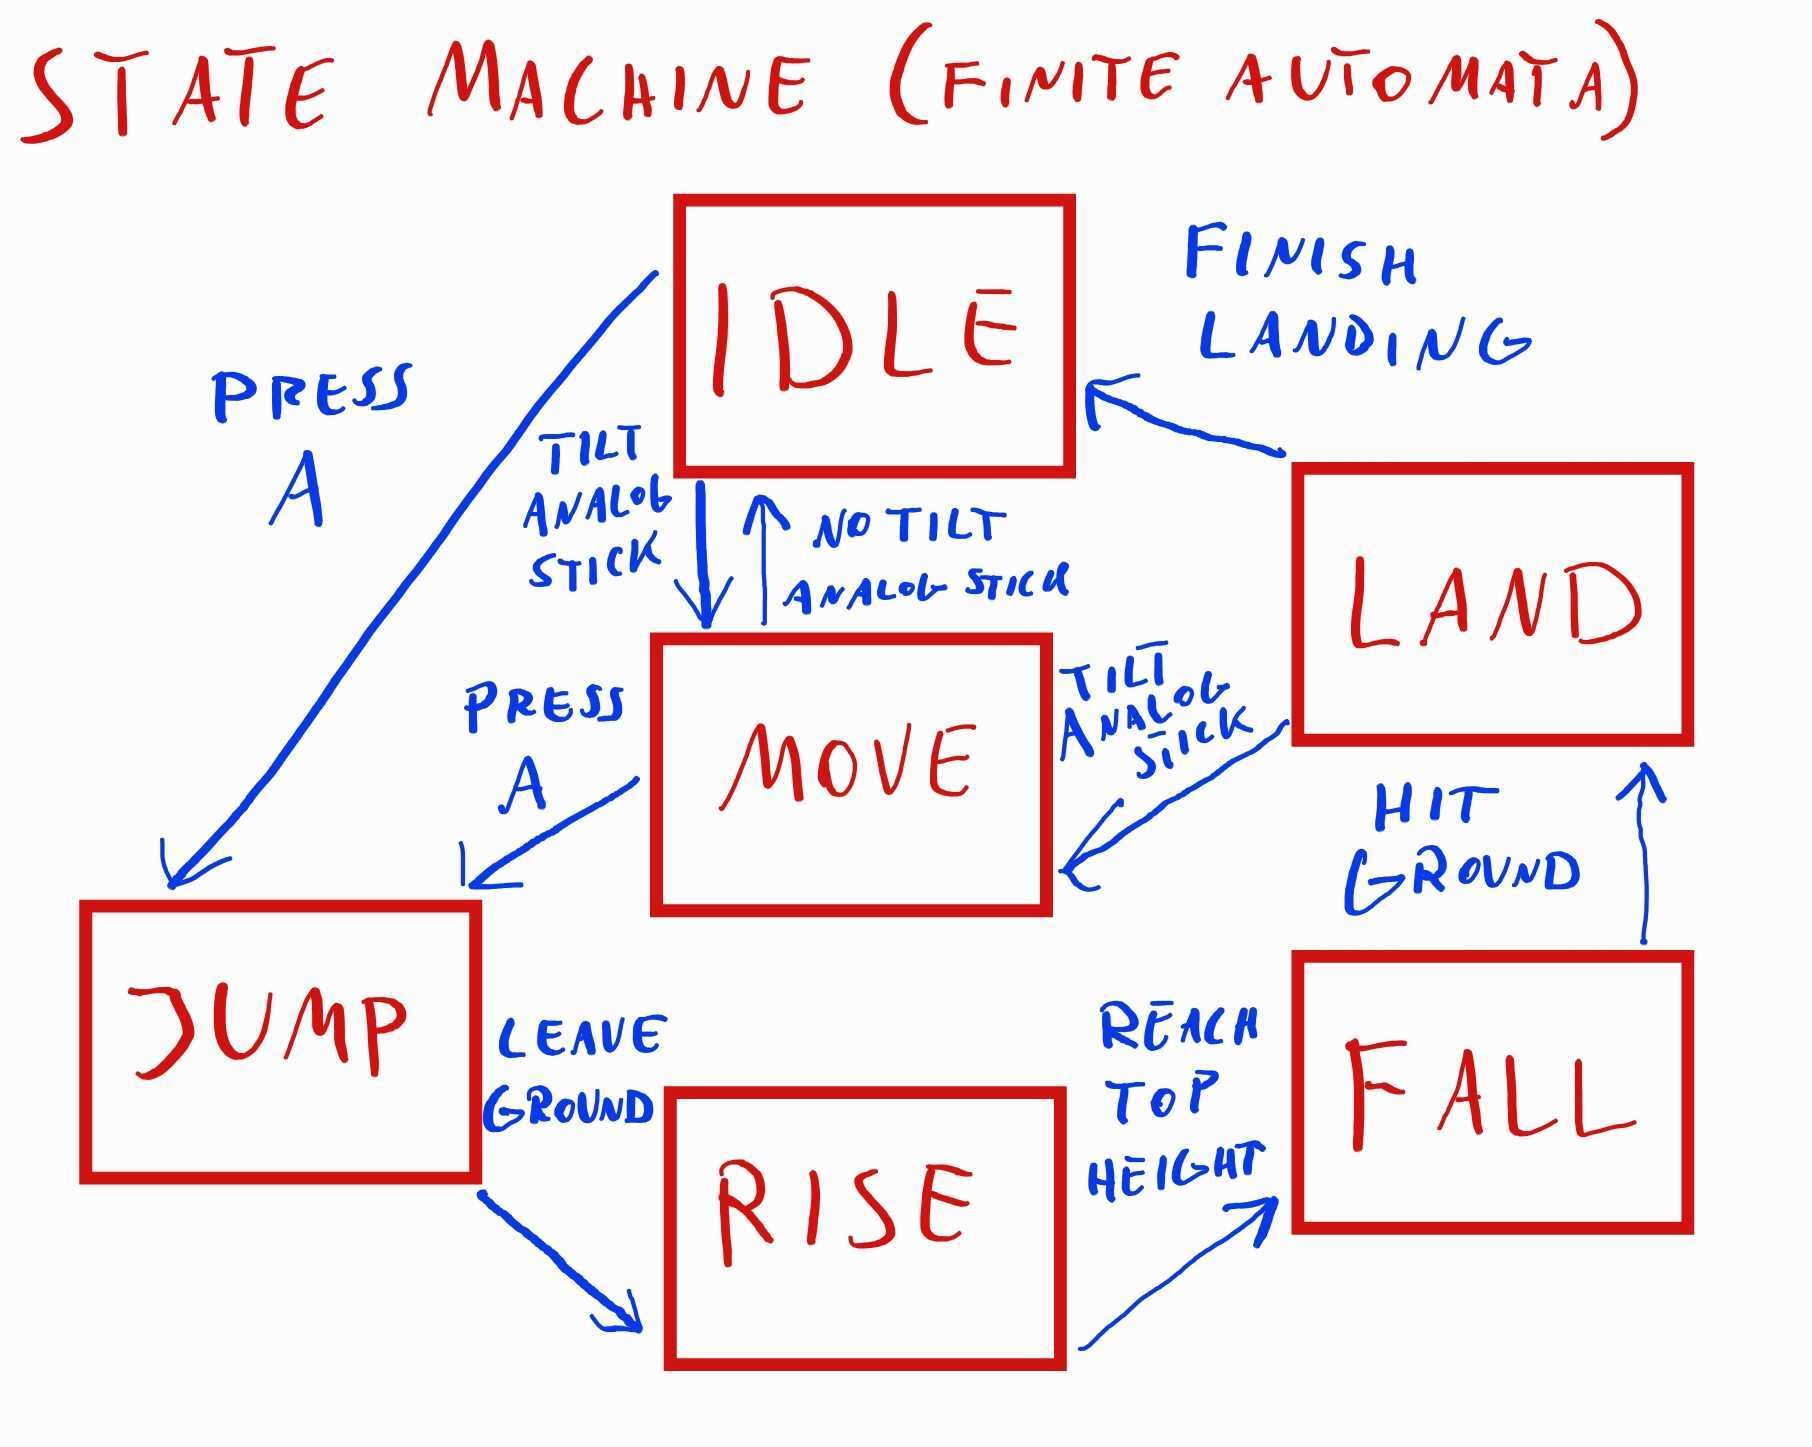 STATE MACHINE (FINITE AUTOMATA)
IDLE
FINISH
LANDING
PRESS
A
TILT
ANALOG
STICK
NO TILT
ANALOG STICK
LAND
PRESS
A
MOVE
TILT
ANALOG
STICK
HIT
GROUND
JUMP
LEAVE
GROUND
RISE
REACH
TOP
HEIGHT
FALL